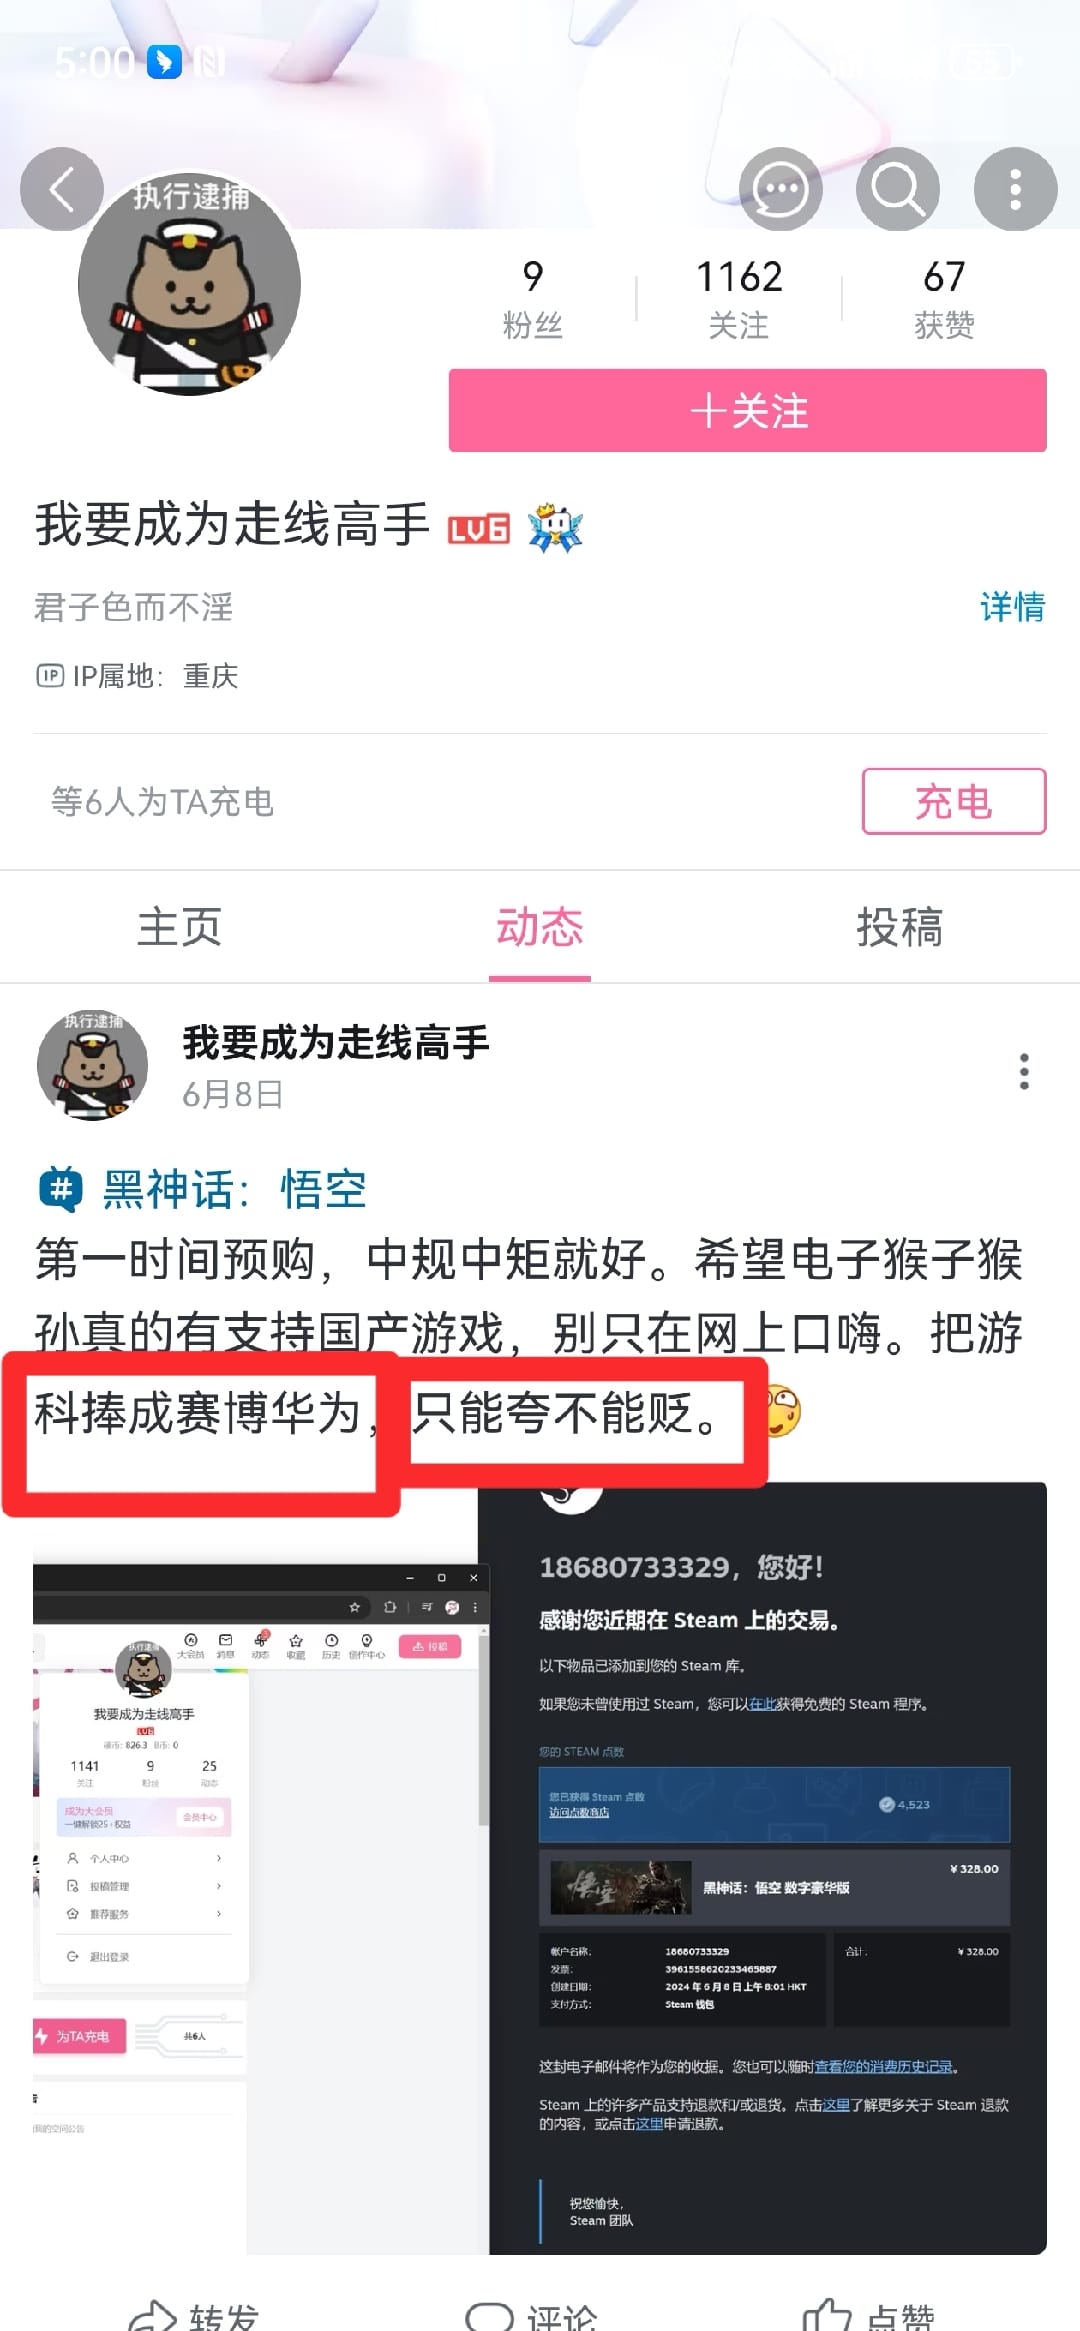 5:00
55
执行逮捕
9
1162
67
粉丝
关注
获赞
十关注
我要成为走线高手 LV6
君子色而不淫
详情
IP IP属地：重庆
等6人为TA充电
充电
主页
动态
投稿
执行逮捕
我要成为走线高手
6月8日
# 黑神话：悟空
第一时间预购，中规中矩就好。希望电子猴子猴
孙真的有支持国产游戏，别只在网上口嗨。把游
科捧成赛博华为，只能夸不能贬。
大会员
消息
动态
收藏
历史
创作中心
投稿
执行逮捕
我要成为走线高手
LV6
硬币: 826.3 B币: 0
1141
9
25
关注
粉丝
动态
成为大会员
会员中心
个人中心
投稿管理
推荐服务
退出登录
为TA充电
共6人
18680733329，您好！
感谢您近期在 Steam 上的交易。
以下物品已添加到您的 Steam 库。
如果您未曾使用过 Steam，您可以在此获得免费的 Steam 程序。
您的 STEAM 点数
您已获得 Steam 点数
访问点数商店
4,523
悟空
黑神话：悟空 数字豪华版
¥ 328.00
帐户名称:
18680733329
发票:
3961558620233465887
创建日期:
2024 年 6 月 8 日 上午 8:01 HKT
支付方式:
Steam 钱包
合计:
¥ 328.00
这封电子邮件将作为您的收据。您也可以随时查看您的消费历史记录。
Steam 上的许多产品支持退款和/或退货。点击这里了解更多关于 Steam 退款
的内容，或点击这里申请退款。
祝您愉快，
Steam 团队
转发
评论
点赞